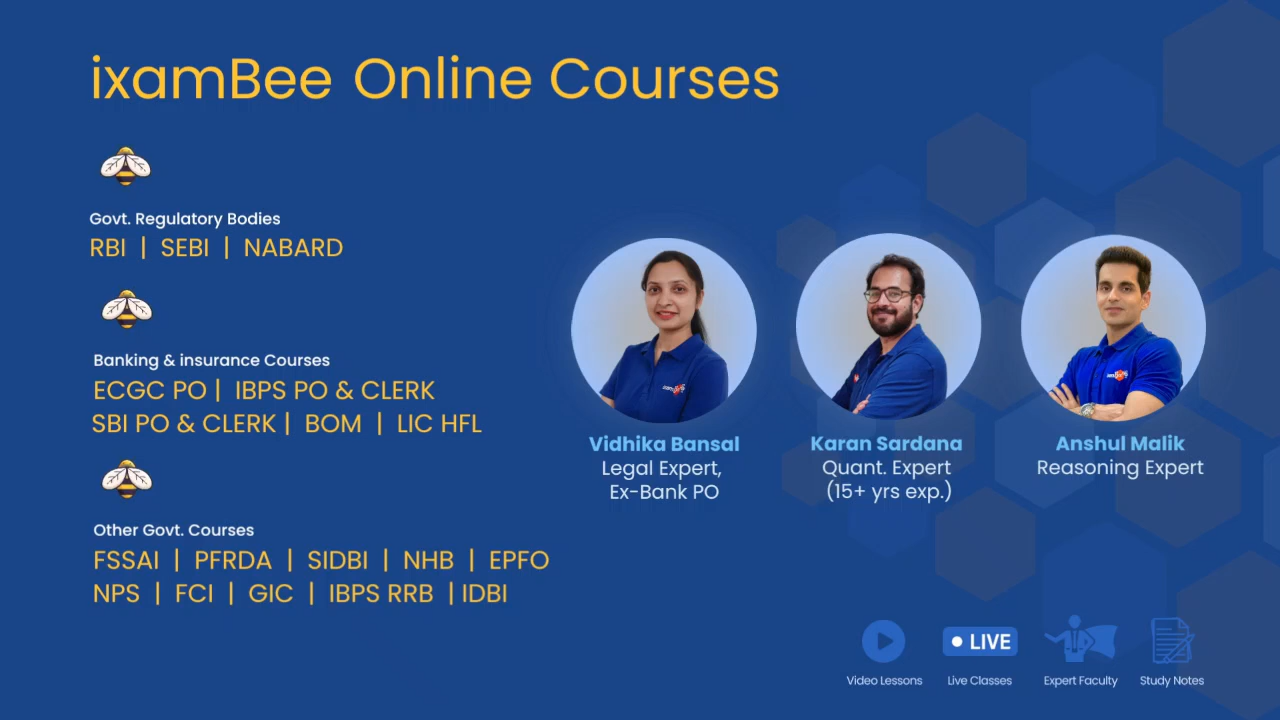 ixamBee Online Courses
Govt. Regulatory Bodies
RBI | SEBI | NABARD
Banking & insurance Courses
ECGC PO | IBPS PO & CLERK
SBI PO & CLERK | BOM | LIC HFL
Other Govt. Courses
FSSAI | PFRDA | SIDBI | NHB | EPFO
NPS | FCI | GIC | IBPS RRB | IDBI
Vidhika Bansal
Legal Expert,
Ex-Bank PO
Karan Sardana
Quant. Expert
(15+ yrs exp.)
Anshul Malik
Reasoning Expert
LIVE
Video Lessons
Live Classes
Expert Faculty
Study Notes